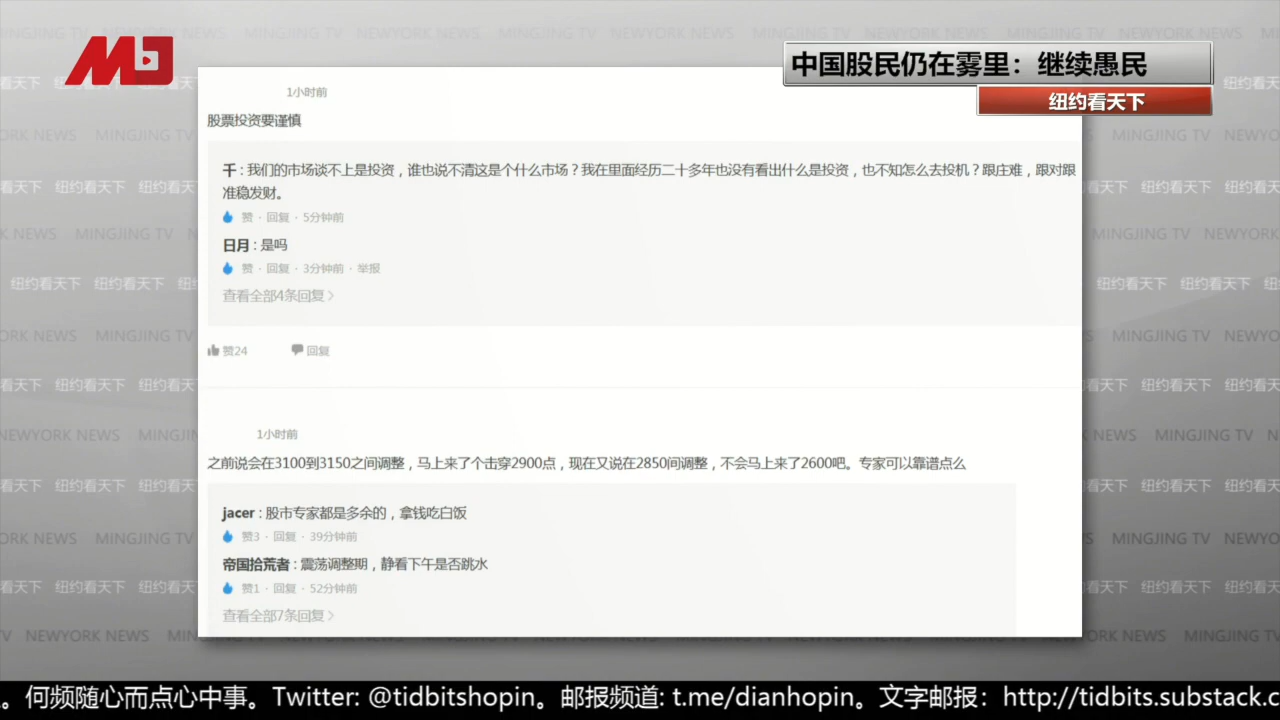 中国股民仍在雾里：继续愚民
纽约看天下
1小时前
股票投资要谨慎
千：我们的市场谈不上是投资，谁也说不清这是个什么市场？我在里面经历二十多年也没有看出什么是投资，也不知怎么去投机？跟庄难，跟对跟
准稳发财。
赞 · 回复 · 5分钟前
日月：是吗
赞 · 回复 · 3分钟前 · 举报
查看全部4条回复>
赞24 回复
1小时前
之前说会在3100到3150之间调整，马上来了个击穿2900点，现在又说在2850间调整，不会马上来了2600吧。专家可以靠谱点么
jacer：股市专家都是多余的，拿钱吃白饭
赞3 · 回复 · 39分钟前
帝国拾荒者：震荡调整期，静看下午是否跳水
赞1 · 回复 · 52分钟前
查看全部7条回复>
。何频随心而点心中事。Twitter: @tidbitshopin。邮报频道: t.me/dianhopin。文字邮报：http://tidbits.substack.c